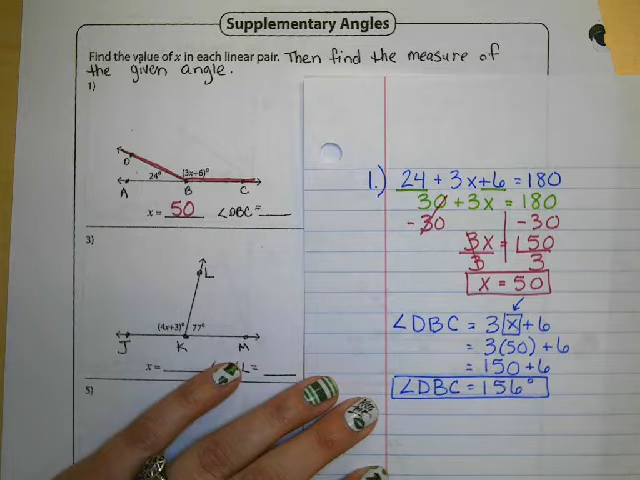 Supplementary Angles
Find the value of x in each linear pair. Then find the measure of
the given angle.
1)
D
24°
(3x+6)°
A
B
C
x = 50 ∠DBC = ____
3)
L
(4x+3)°
77°
J
K
M
x = ____ L = ____
5)
1.) 24 + 3x + 6 = 180
30 + 3x = 180
- 30 - 30
3x = 150
3 3
x = 50
∠DBC = 3x + 6
= 3(50) + 6
= 150 + 6
∠DBC = 156°